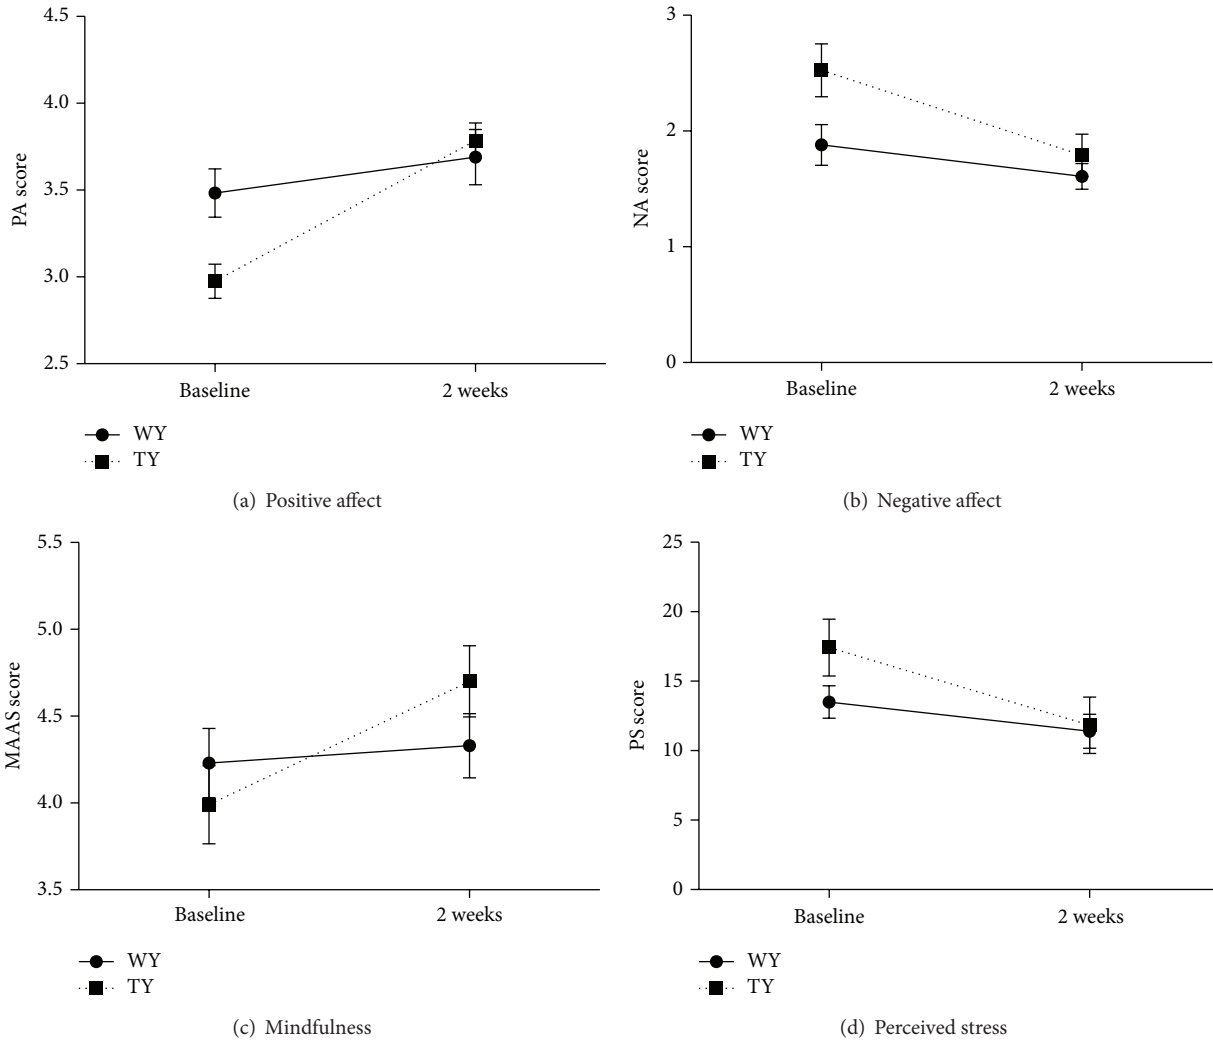 4.5
4.0
3.5
3.0
2.5
PA score
Baseline
2 weeks
WY
TY
(a) Positive affect
3
2
1
0
NA score
Baseline
2 weeks
WY
TY
(b) Negative affect
5.5
5.0
4.5
4.0
3.5
MAAS score
Baseline
2 weeks
WY
TY
(c) Mindfulness
25
20
15
10
5
0
PS score
Baseline
2 weeks
WY
TY
(d) Perceived stress